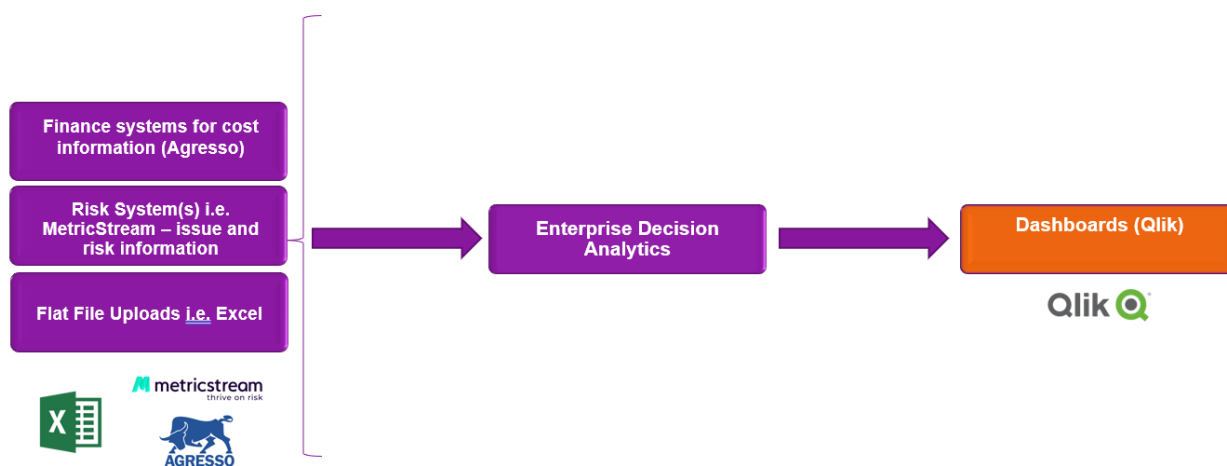 Finance systems for cost
information (Agresso)
Risk System(s) i.e.
MetricStream – issue and
risk information
Flat File Uploads i.e. Excel
X
metricstream
thrive on risk
AGRESSO
Enterprise Decision
Analytics
Dashboards (Qlik)
Qlik